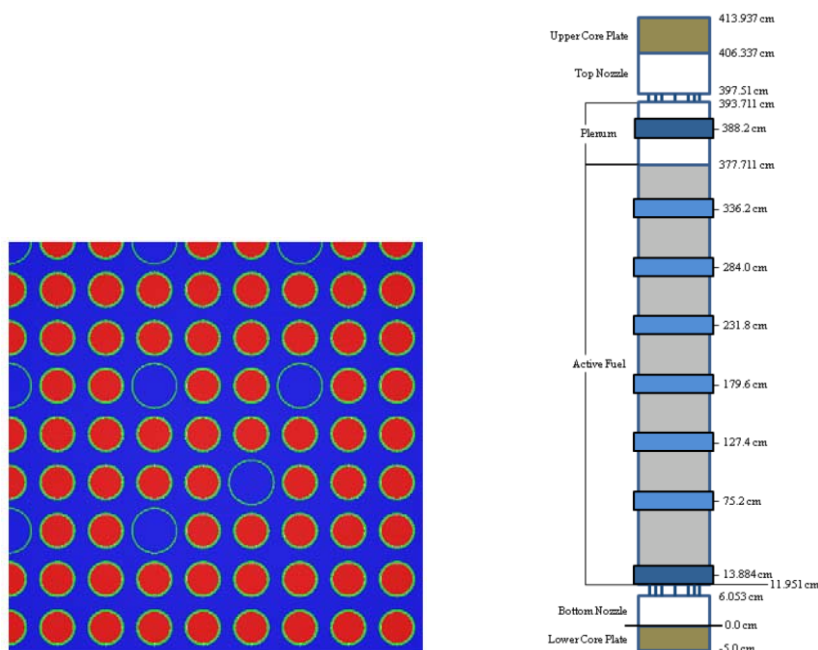 413.937 cm
Upper Core Plate
406.337 cm
Top Nozzle
397.51 cm
393.711 cm
Plenum
388.2 cm
377.711 cm
336.2 cm
284.0 cm
231.8 cm
Active Fuel
179.6 cm
127.4 cm
75.2 cm
13.884 cm
11.951 cm
6.053 cm
Bottom Nozzle
0.0 cm
Lower Core Plate
-5.0 cm